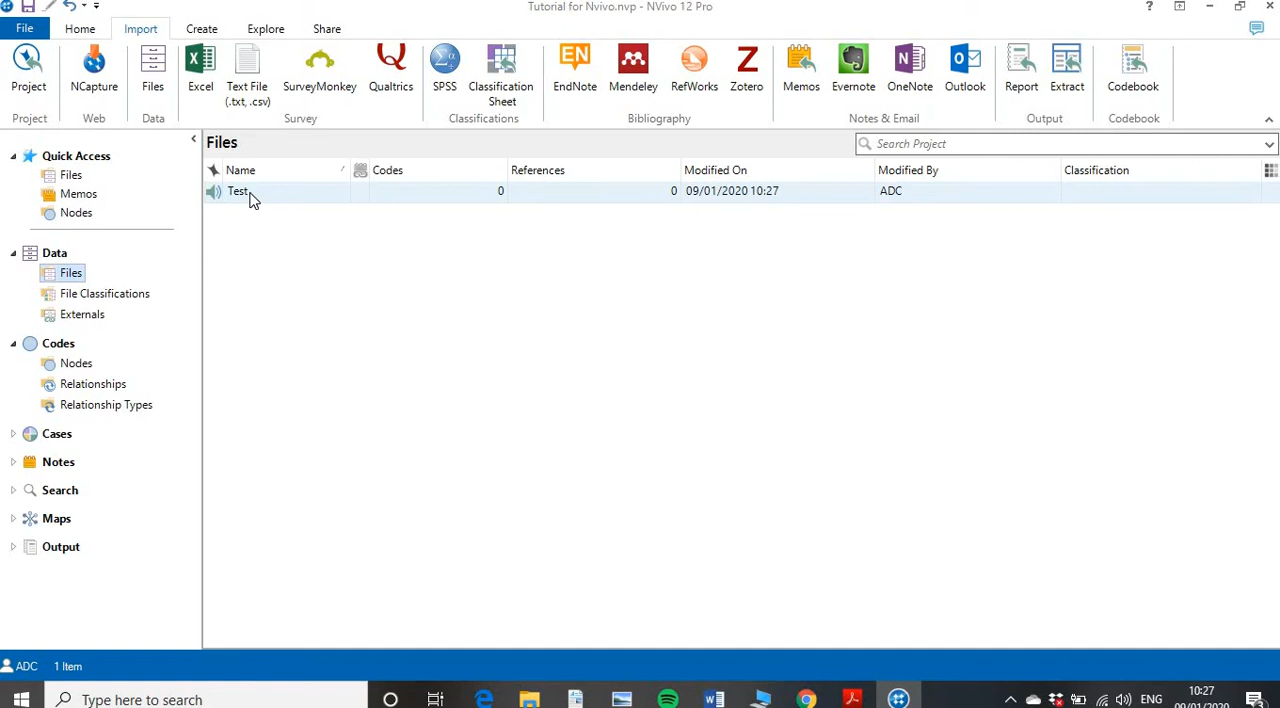 Tutorial for Nvivo.nvp - NVivo 12 Pro
File Home Import Create Explore Share
Project NCapture Files Excel Text File (.txt, .csv) SurveyMonkey Qualtrics SPSS Classification Sheet EndNote Mendeley RefWorks Zotero Memos Evernote OneNote Outlook Report Extract Codebook
Project Web Data Survey Classifications Bibliography Notes & Email Output Codebook
Quick Access
Files
Memos
Nodes
Data
Files
File Classifications
Externals
Codes
Nodes
Relationships
Relationship Types
Cases
Notes
Search
Maps
Output
Files
Search Project
Name Codes References Modified On Modified By Classification
Test 0 0 09/01/2020 10:27 ADC
ADC 1 Item
Type here to search
ENG
10:27
09/01/2020